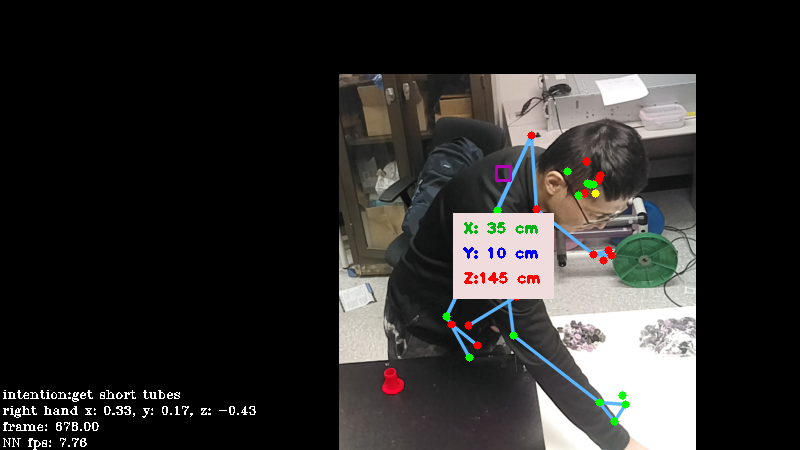 X: 35 cm
Y: 10 cm
Z:145 cm
intention:get short tubes
right hand x: 0.33, y: 0.17, z: -0.43
frame: 678.00
NN fps: 7.76